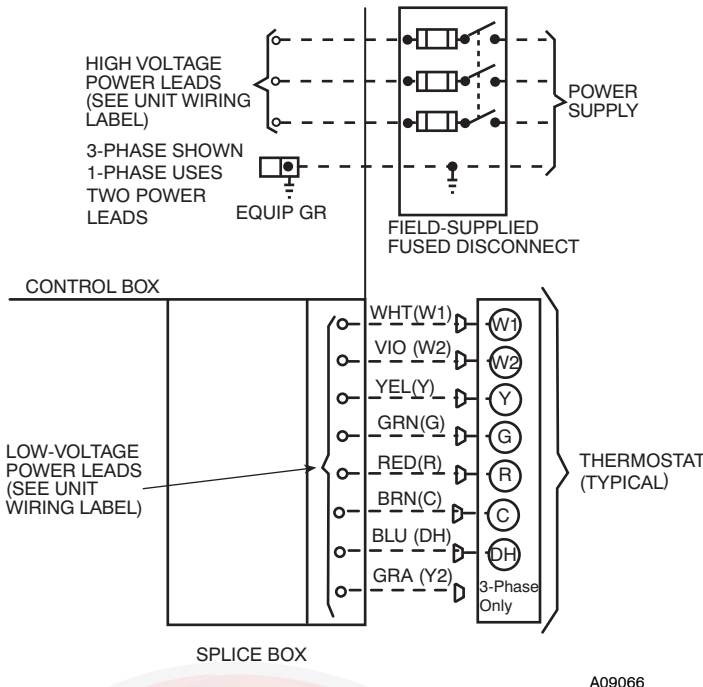 HIGH VOLTAGE
POWER LEADS
(SEE UNIT WIRING
LABEL)
POWER
SUPPLY
3-PHASE SHOWN
1-PHASE USES
TWO POWER
LEADS
EQUIP GR
FIELD-SUPPLIED
FUSED DISCONNECT
CONTROL BOX
WHT(W1)
W1
VIO (W2)
W2
YEL(Y)
Y
GRN(G)
G
RED(R)
R
BRN(C)
C
BLU (DH)
DH
GRA (Y2)
3-Phase
Only
LOW-VOLTAGE
POWER LEADS
(SEE UNIT
WIRING LABEL)
THERMOSTAT
(TYPICAL)
SPLICE BOX
A09066